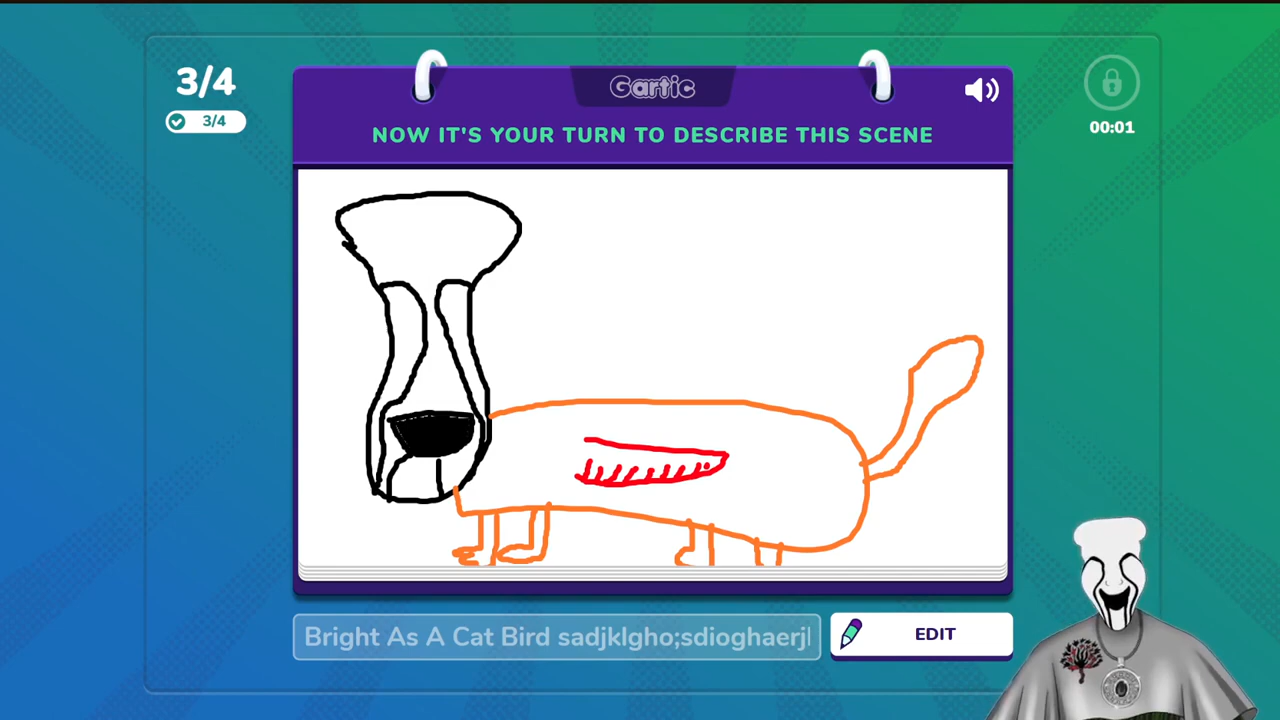 3/4
3/4
Gartic
NOW IT'S YOUR TURN TO DESCRIBE THIS SCENE
00:01
Bright As A Cat Bird sadjklgho;sdioghaerjl
EDIT